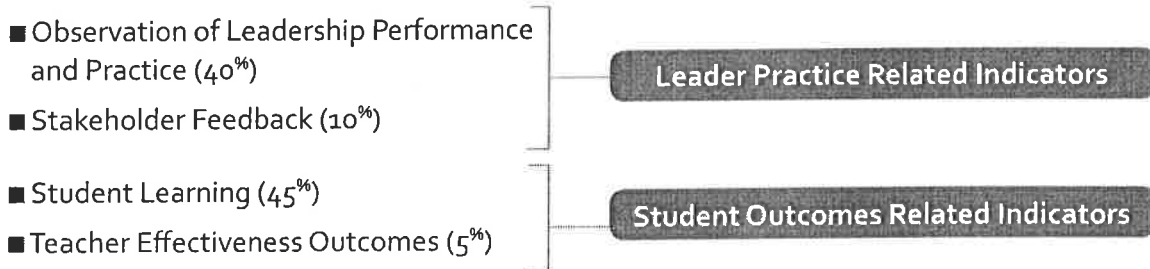 ■ Observation of Leadership Performance
and Practice (40%)
■ Stakeholder Feedback (10%)
Leader Practice Related Indicators
■ Student Learning (45%)
■ Teacher Effectiveness Outcomes (5%)
Student Outcomes Related Indicators